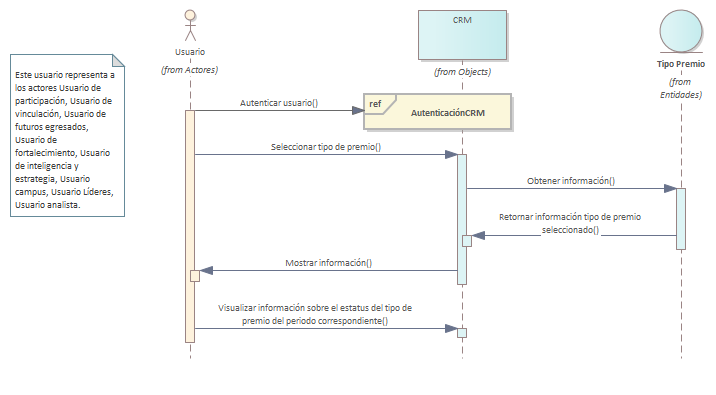 CRM
Usuario
(from Actores)
(from Objects)
Tipo Premio
(from
Entidades)
Este usuario representa a
los actores Usuario de
participación, Usuario de
vinculación, Usuario de
futuros egresados,
Usuario de
fortalecimiento, Usuario
de inteligencia y
estrategia, Usuario
campus, Usuario Líderes,
Usuario analista.
Autenticar usuario()
ref
AutenticaciónCRM
Seleccionar tipo de premio()
Obtener información()
Retornar información tipo de premio
seleccionado()
Mostrar información()
Visualizar información sobre el estatus del tipo de
premio del periodo correspondiente()